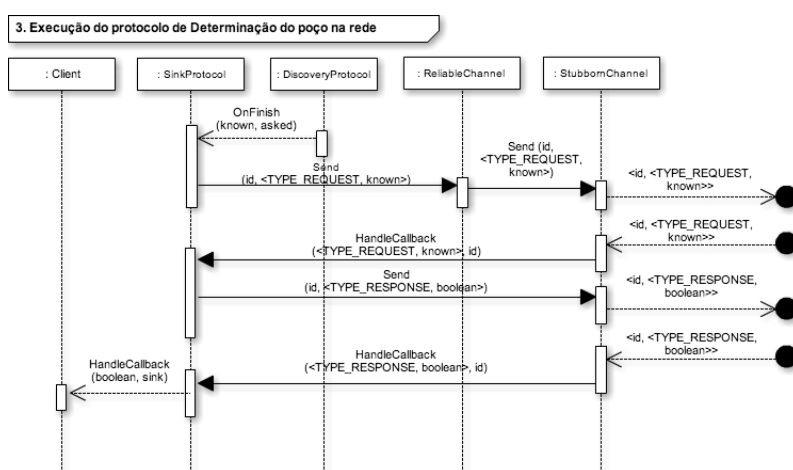 3. Execução do protocolo de Determinação do poço na rede
: Client
: SinkProtocol
: DiscoveryProtocol
: ReliableChannel
: StubbornChannel
OnFinish
(known, asked)
Send
(id, <TYPE_REQUEST, known>)
Send (id,
<TYPE_REQUEST,
known>)
<id, <TYPE_REQUEST,
known>>
<id, <TYPE_REQUEST,
known>>
HandleCallback
(<TYPE_REQUEST, known>, id)
Send
(id, <TYPE_RESPONSE, boolean>)
<id, <TYPE_RESPONSE,
boolean>>
<id, <TYPE_RESPONSE,
boolean>>
HandleCallback
(<TYPE_RESPONSE, boolean>, id)
HandleCallback
(boolean, sink)